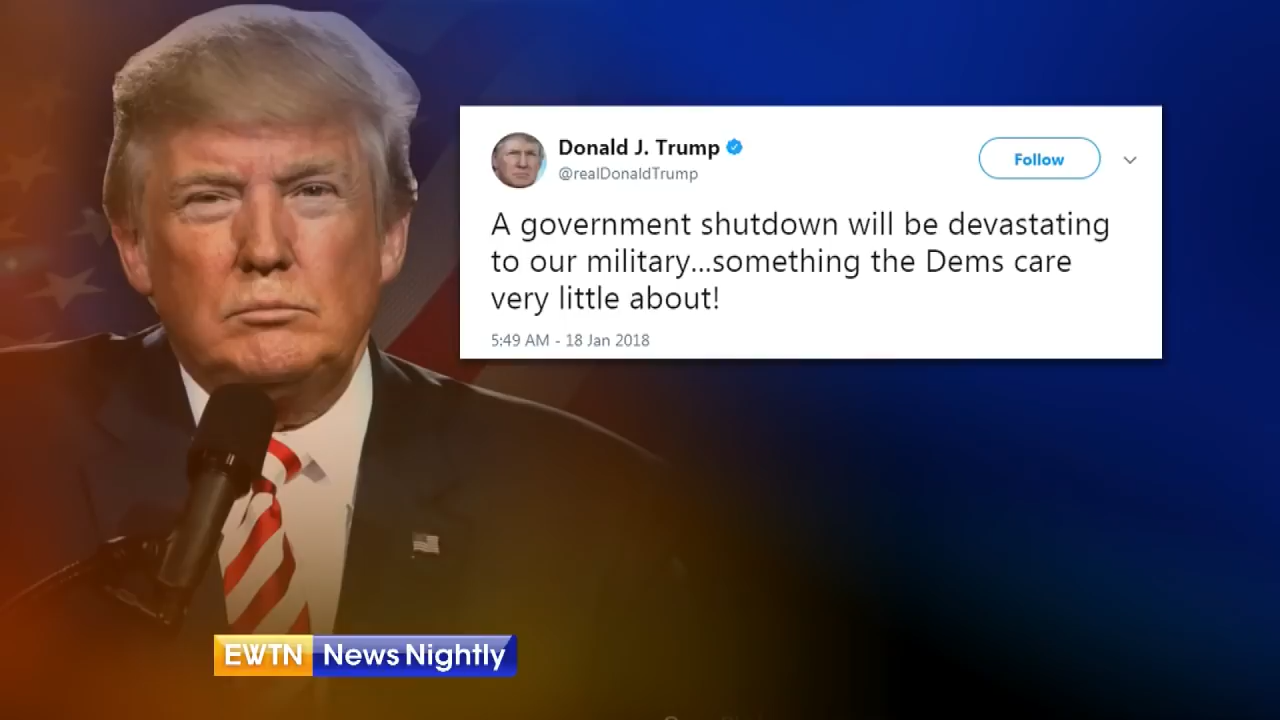 Donald J. Trump
@realDonaldTrump
Follow
A government shutdown will be devastating
to our military...something the Dems care
very little about!
5:49 AM - 18 Jan 2018
EWTN News Nightly